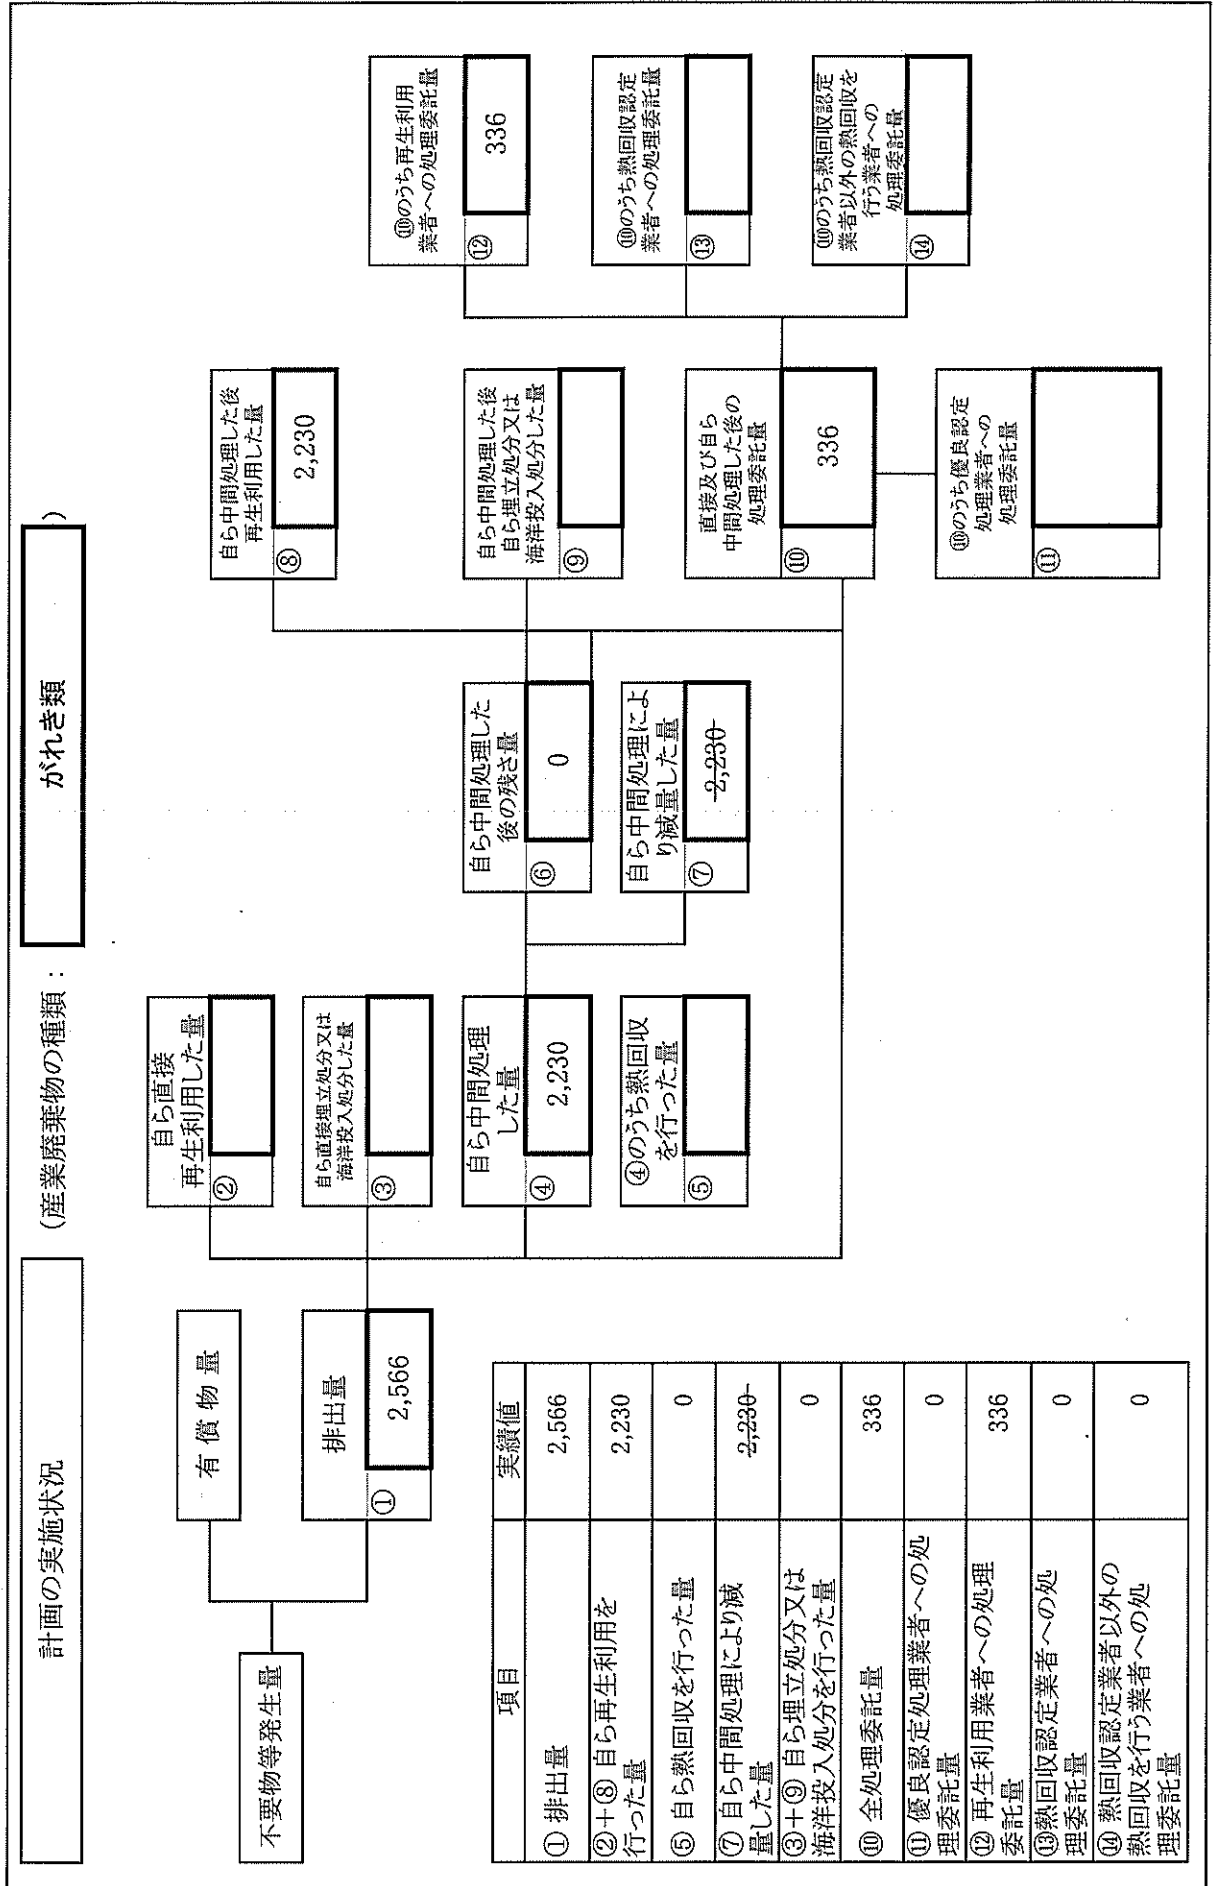 計画の実施状況
(産業廃棄物の種類：
がれき類
)
不要物等発生量
有 償 物 量
排出量
①
2,566
自ら直接
再生利用した量
②
自ら直接埋立処分又は
海洋投入処分した量
③
自ら中間処理
した量
④
2,230
④のうち熱回収
を行った量
⑤
自ら中間処理した
後の残さ量
⑥
0
自ら中間処理によ
り減量した量
⑦
2,230
自ら中間処理した後
再生利用した量
⑧
2,230
自ら中間処理した後
自ら埋立処分又は
海洋投入処分した量
⑨
直接及び自ら
中間処理した後の
処理委託量
⑩
336
⑩のうち優良認定
処理業者への
処理委託量
⑪
⑩のうち再生利用
業者への処理委託量
⑫
336
⑩のうち熱回収認定
業者への処理委託量
⑬
⑩のうち熱回収認定
業者以外の熱回収を
行う業者への
処理委託量
⑭
項目
実績値
① 排出量
2,566
②＋⑧ 自ら再生利用を
行った量
2,230
⑤ 自ら熱回収を行った量
0
⑦ 自ら中間処理により減
量した量
2,230
③＋⑨ 自ら埋立処分又は
海洋投入処分を行った量
0
⑩ 全処理委託量
336
⑪ 優良認定処理業者への処
理委託量
0
⑫ 再生利用業者への処理
委託量
336
⑬熱回収認定業者への処
理委託量
0
⑭ 熱回収認定業者以外の
熱回収を行う業者への処
理委託量
0